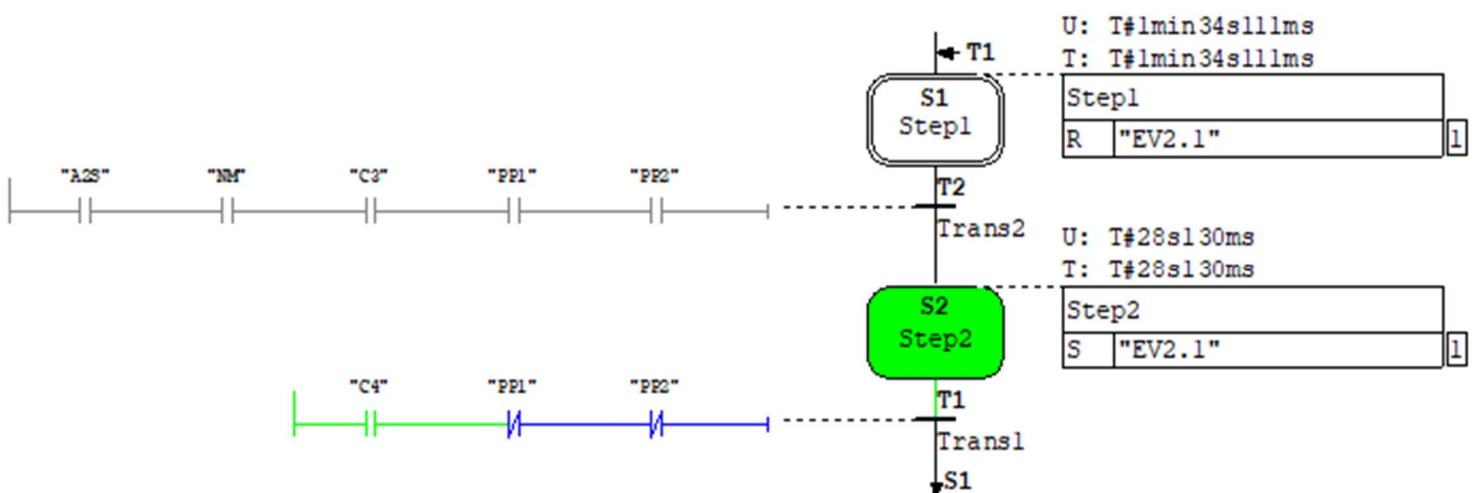 U: T#1min34s111ms
T1
T: T#1min34s111ms
S1
Step1
Step1
R "EV2.1" 1
"A2S" "NM" "C3" "PP1" "PP2"
T2
Trans2
U: T#28s130ms
T: T#28s130ms
S2
Step2
Step2
S "EV2.1" 1
"C4" "PP1" "PP2"
T1
Trans1
S1